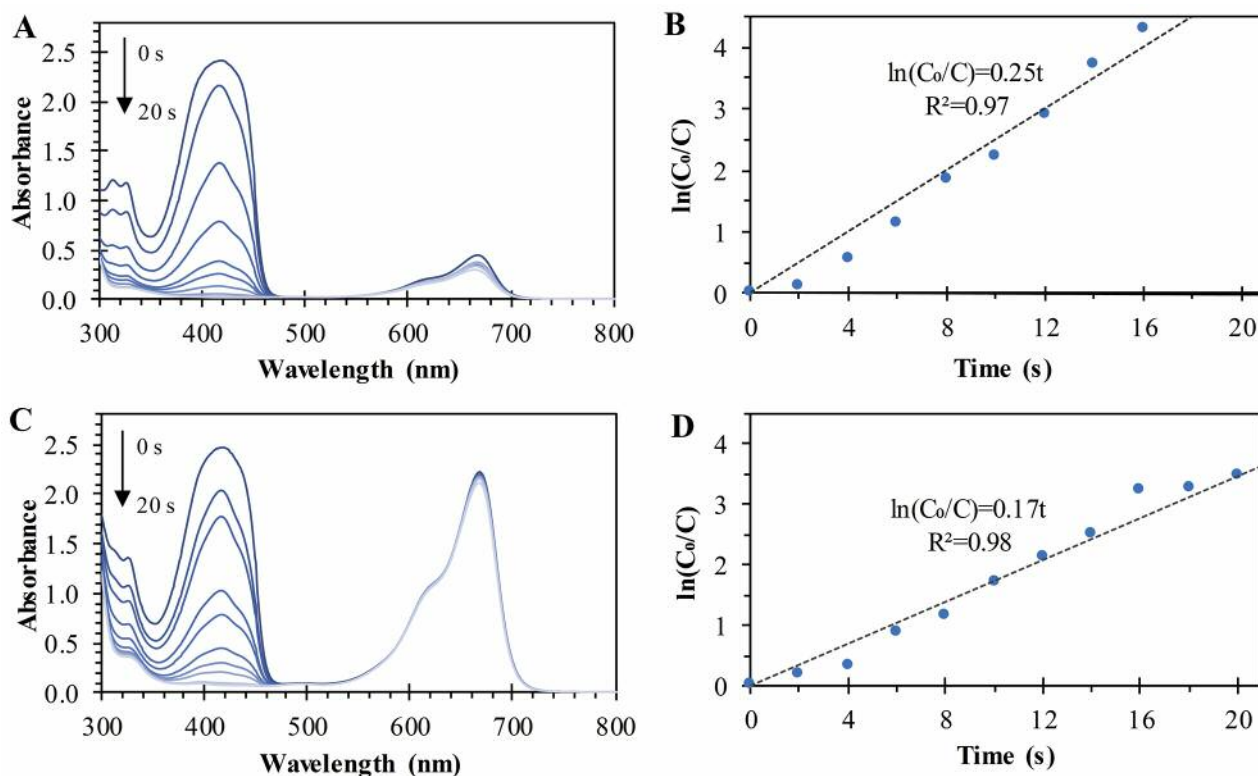 A
0 s
20 s
2.5
2.0
1.5
1.0
0.5
0.0
Absorbance
300 400 500 600 700 800
Wavelength (nm)
B
ln(C₀/C)=0.25t
R²=0.97
4
3
2
1
0
ln(C₀/C)
0 4 8 12 16 20
Time (s)
C
0 s
20 s
2.5
2.0
1.5
1.0
0.5
0.0
Absorbance
300 400 500 600 700 800
Wavelength (nm)
D
ln(C₀/C)=0.17t
R²=0.98
4
3
2
1
0
ln(C₀/C)
0 4 8 12 16 20
Time (s)